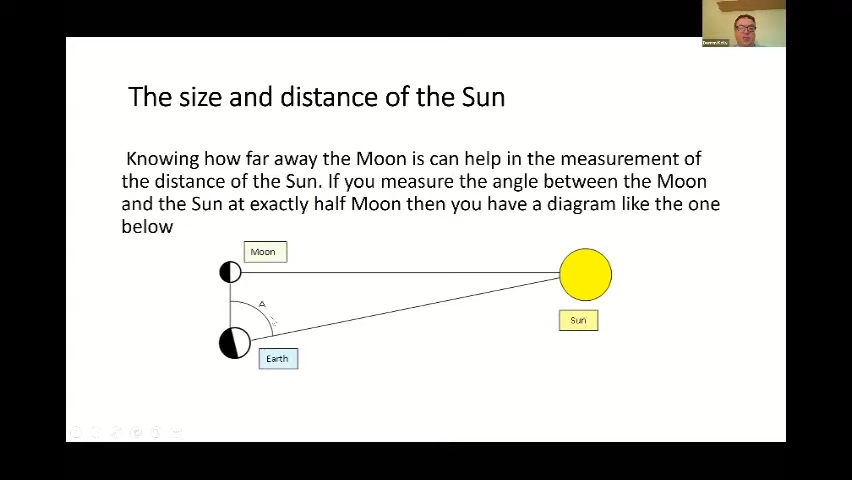 The size and distance of the Sun
Knowing how far away the Moon is can help in the measurement of
the distance of the Sun. If you measure the angle between the Moon
and the Sun at exactly half Moon then you have a diagram like the one
below
Moon
A
Sun
Earth